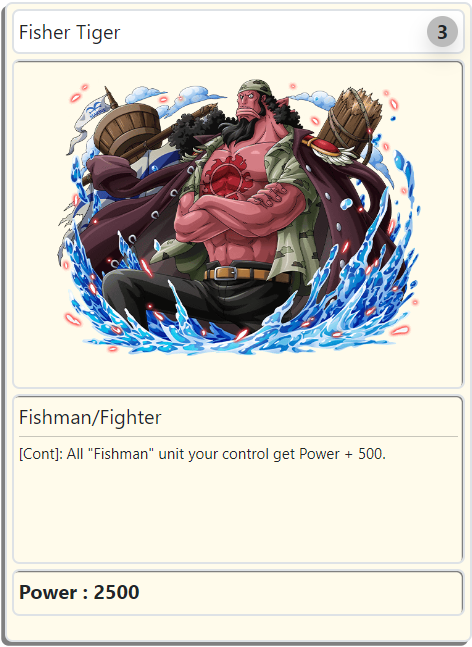 Fisher Tiger
3
Fishman/Fighter
[Cont]: All "Fishman" unit your control get Power + 500.
Power : 2500